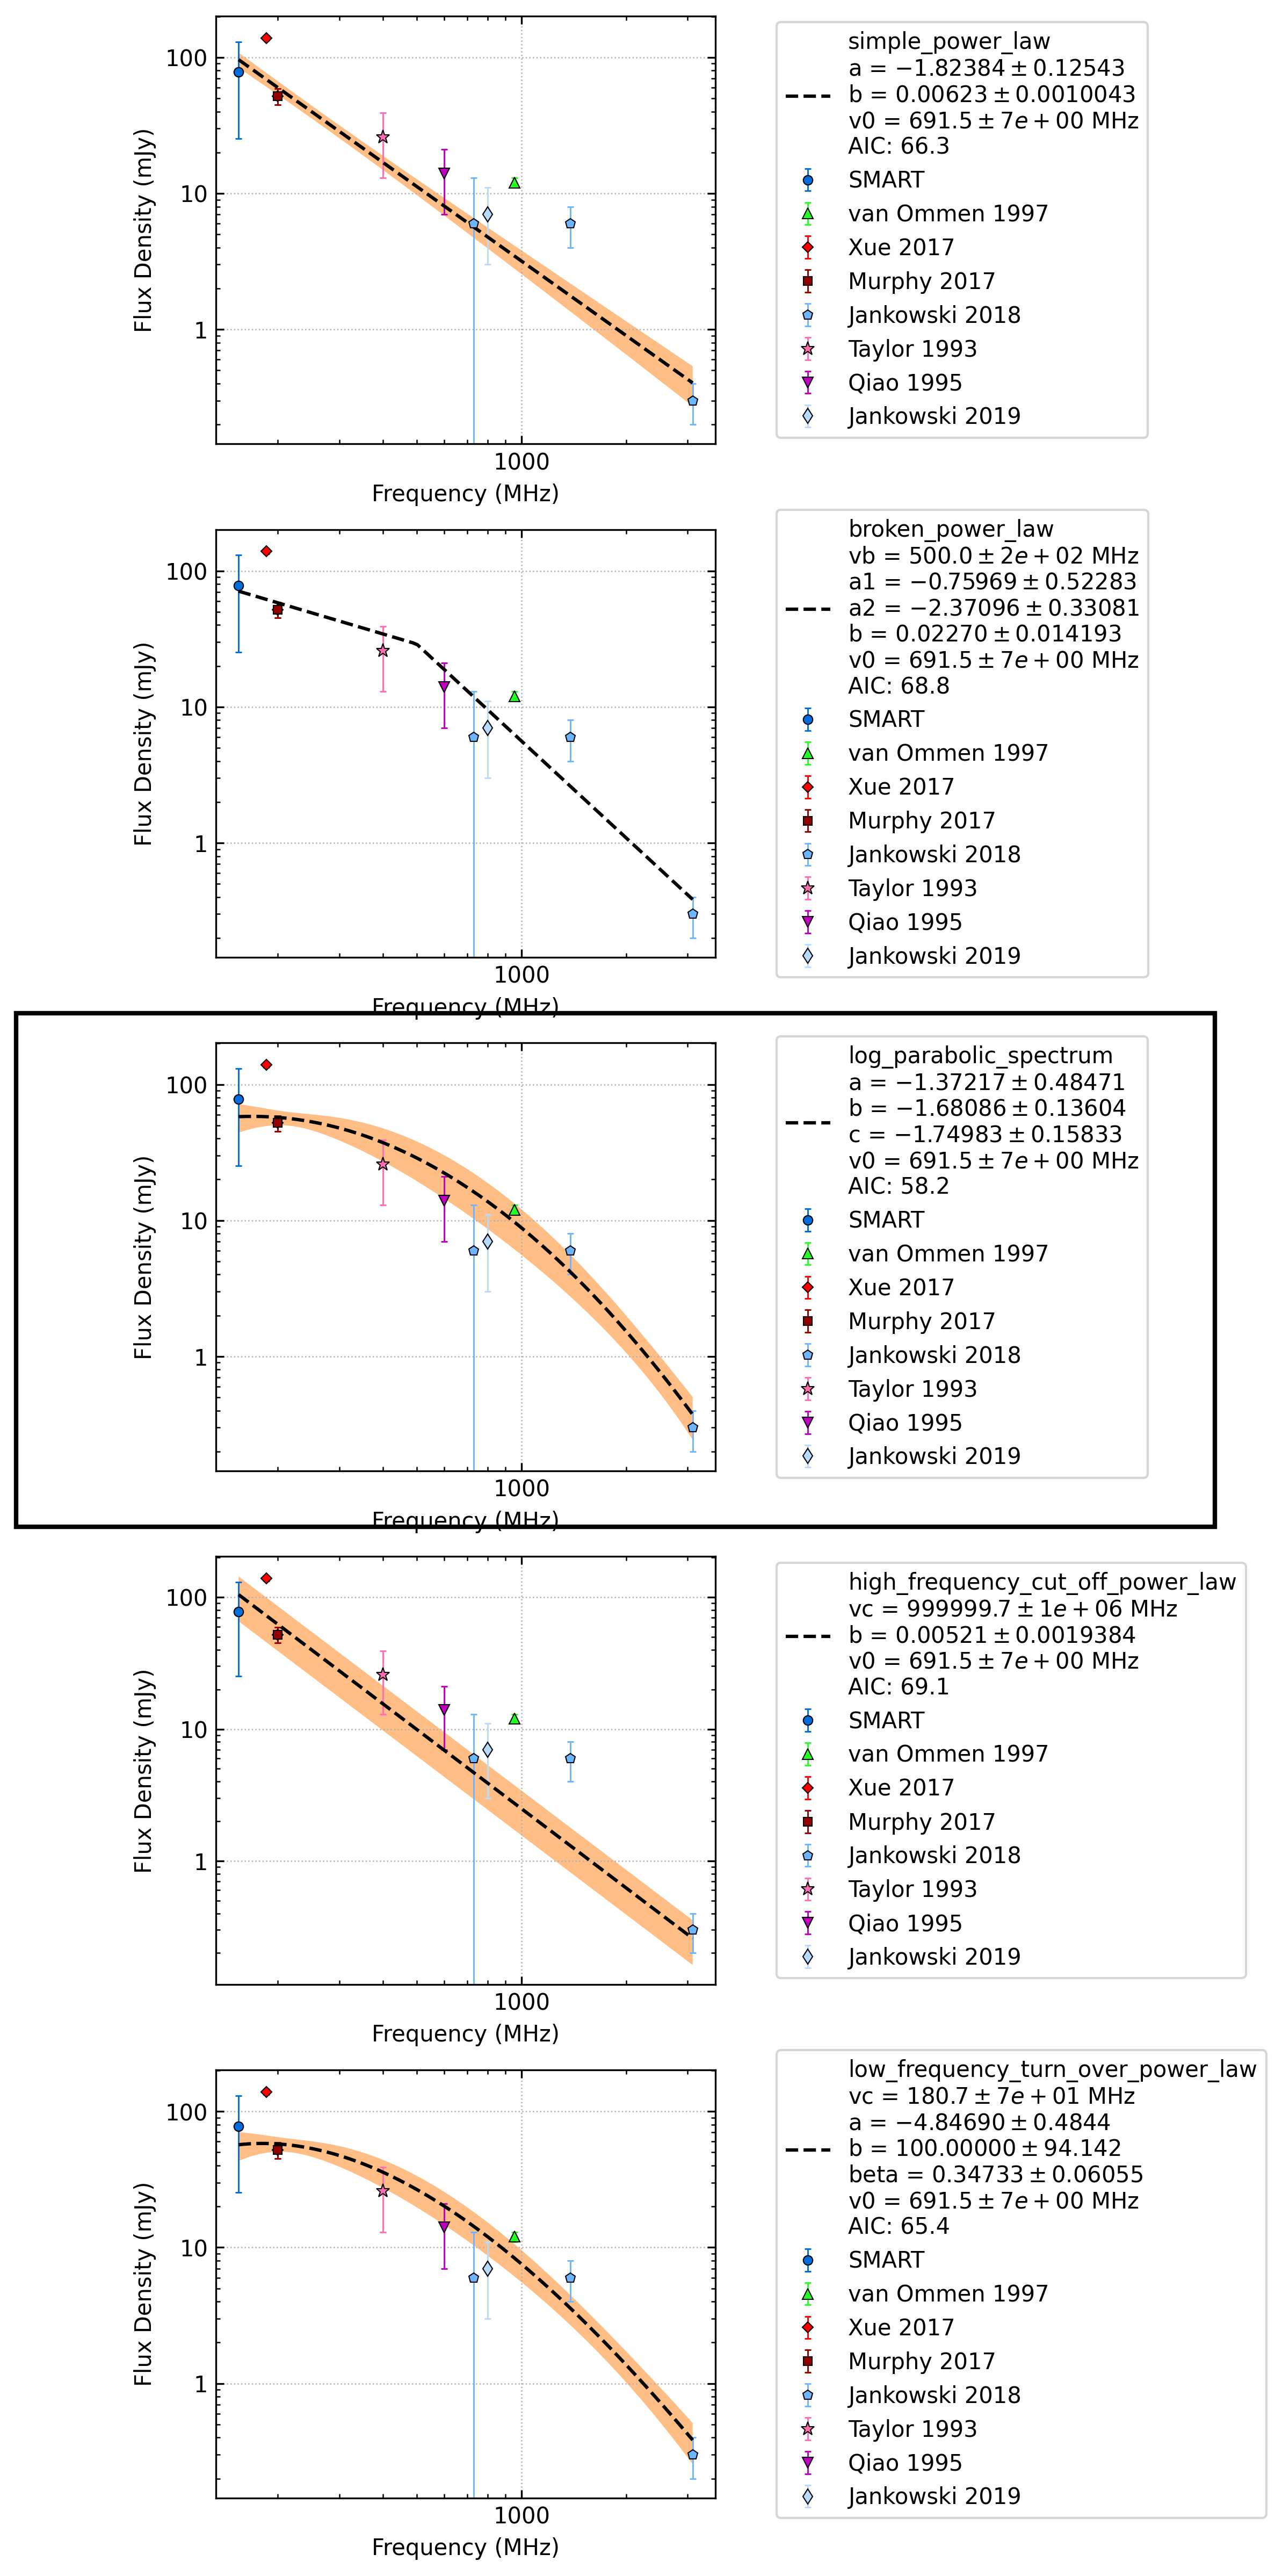 100
10
1
Flux Density (mJy)
1000
Frequency (MHz)
simple_power_law
a = −1.82384 ± 0.12543
b = 0.00623 ± 0.0010043
v0 = 691.5 ± 7e + 00 MHz
AIC: 66.3
SMART
van Ommen 1997
Xue 2017
Murphy 2017
Jankowski 2018
Taylor 1993
Qiao 1995
Jankowski 2019
100
10
1
Flux Density (mJy)
1000
Frequency (MHz)
broken_power_law
vb = 500.0 ± 2e + 02 MHz
a1 = −0.75969 ± 0.52283
a2 = −2.37096 ± 0.33081
b = 0.02270 ± 0.014193
v0 = 691.5 ± 7e + 00 MHz
AIC: 68.8
SMART
van Ommen 1997
Xue 2017
Murphy 2017
Jankowski 2018
Taylor 1993
Qiao 1995
Jankowski 2019
100
10
1
Flux Density (mJy)
1000
Frequency (MHz)
log_parabolic_spectrum
a = −1.37217 ± 0.48471
b = −1.68086 ± 0.13604
c = −1.74983 ± 0.15833
v0 = 691.5 ± 7e + 00 MHz
AIC: 58.2
SMART
van Ommen 1997
Xue 2017
Murphy 2017
Jankowski 2018
Taylor 1993
Qiao 1995
Jankowski 2019
100
10
1
Flux Density (mJy)
1000
Frequency (MHz)
high_frequency_cut_off_power_law
vc = 999999.7 ± 1e + 06 MHz
b = 0.00521 ± 0.0019384
v0 = 691.5 ± 7e + 00 MHz
AIC: 69.1
SMART
van Ommen 1997
Xue 2017
Murphy 2017
Jankowski 2018
Taylor 1993
Qiao 1995
Jankowski 2019
100
10
1
Flux Density (mJy)
1000
Frequency (MHz)
low_frequency_turn_over_power_law
vc = 180.7 ± 7e + 01 MHz
a = −4.84690 ± 0.4844
b = 100.00000 ± 94.142
beta = 0.34733 ± 0.06055
v0 = 691.5 ± 7e + 00 MHz
AIC: 65.4
SMART
van Ommen 1997
Xue 2017
Murphy 2017
Jankowski 2018
Taylor 1993
Qiao 1995
Jankowski 2019